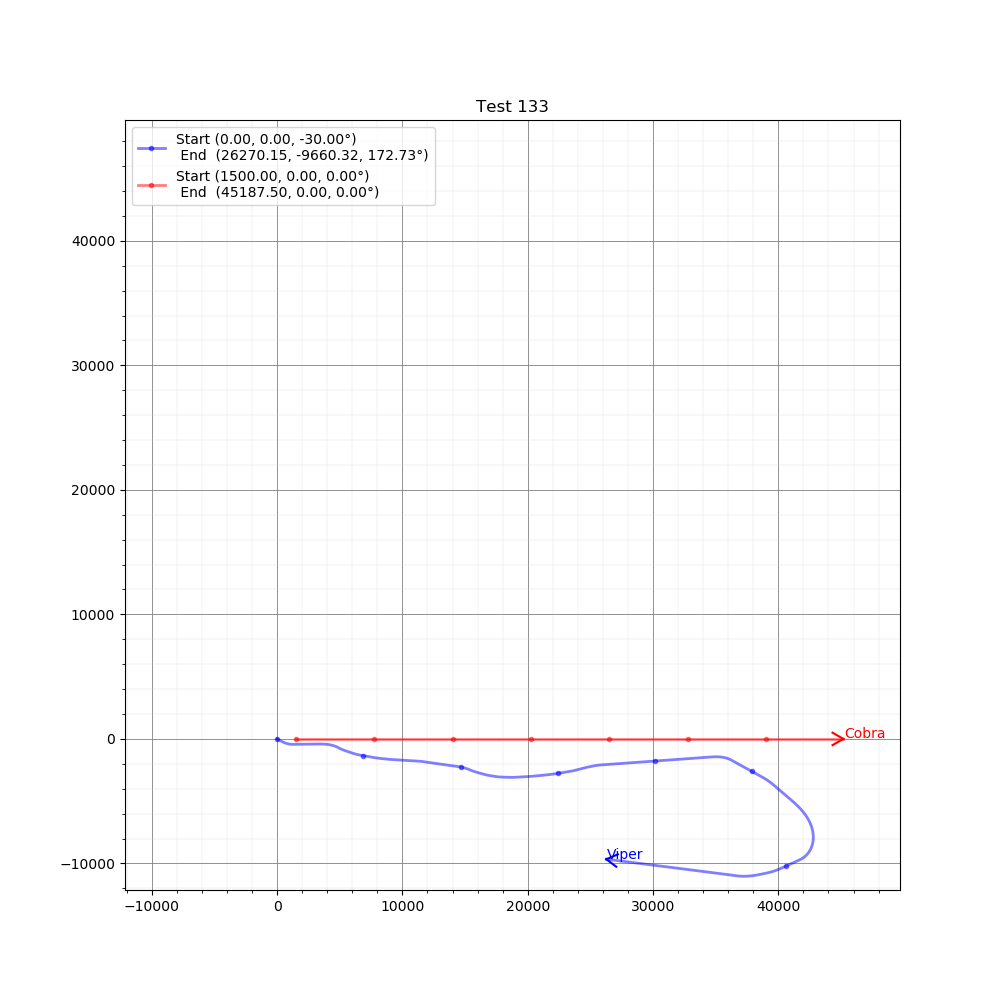 Test 133
Start (0.00, 0.00, -30.00°)
End (26270.15, -9660.32, 172.73°)
Start (1500.00, 0.00, 0.00°)
End (45187.50, 0.00, 0.00°)
40000
30000
20000
10000
0
Cobra
Viper
−10000
−10000 0 10000 20000 30000 40000